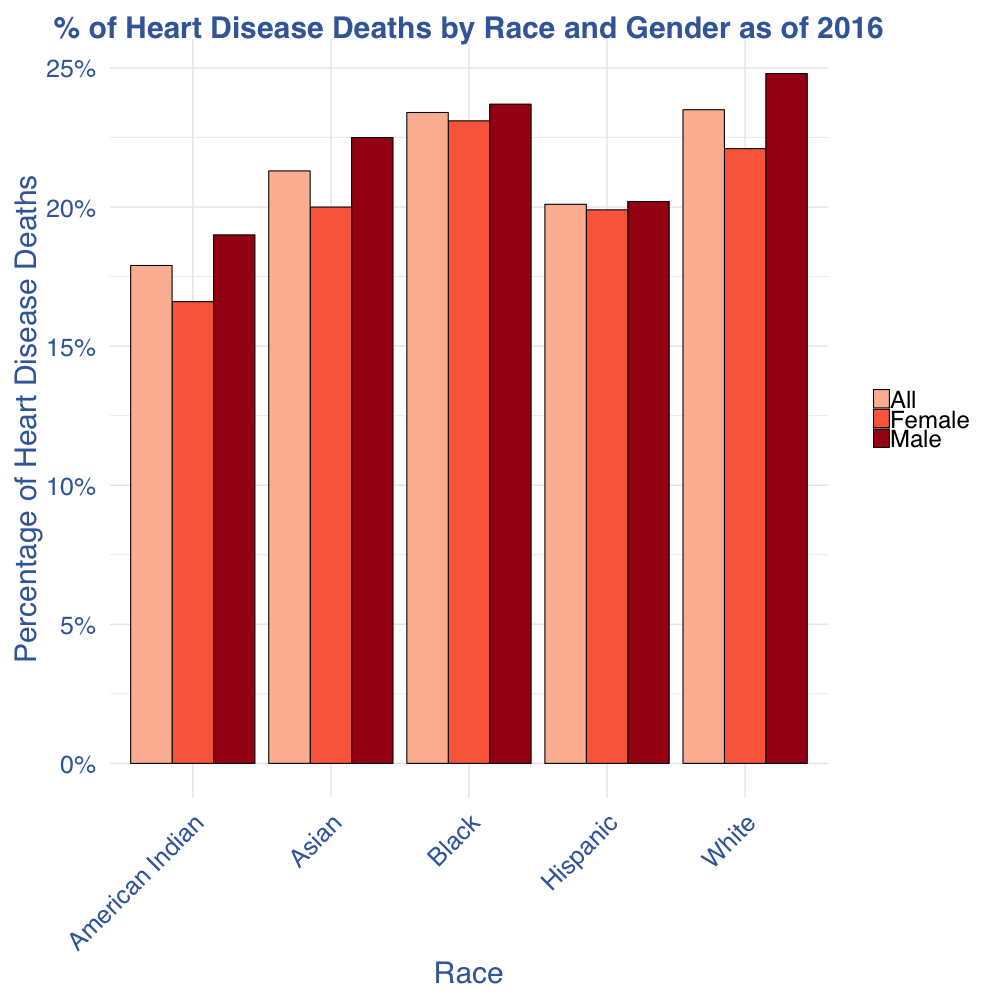 % of Heart Disease Deaths by Race and Gender as of 2016
Percentage of Heart Disease Deaths
25%
20%
15%
10%
5%
0%
American Indian
Asian
Black
Hispanic
White
Race
All
Female
Male